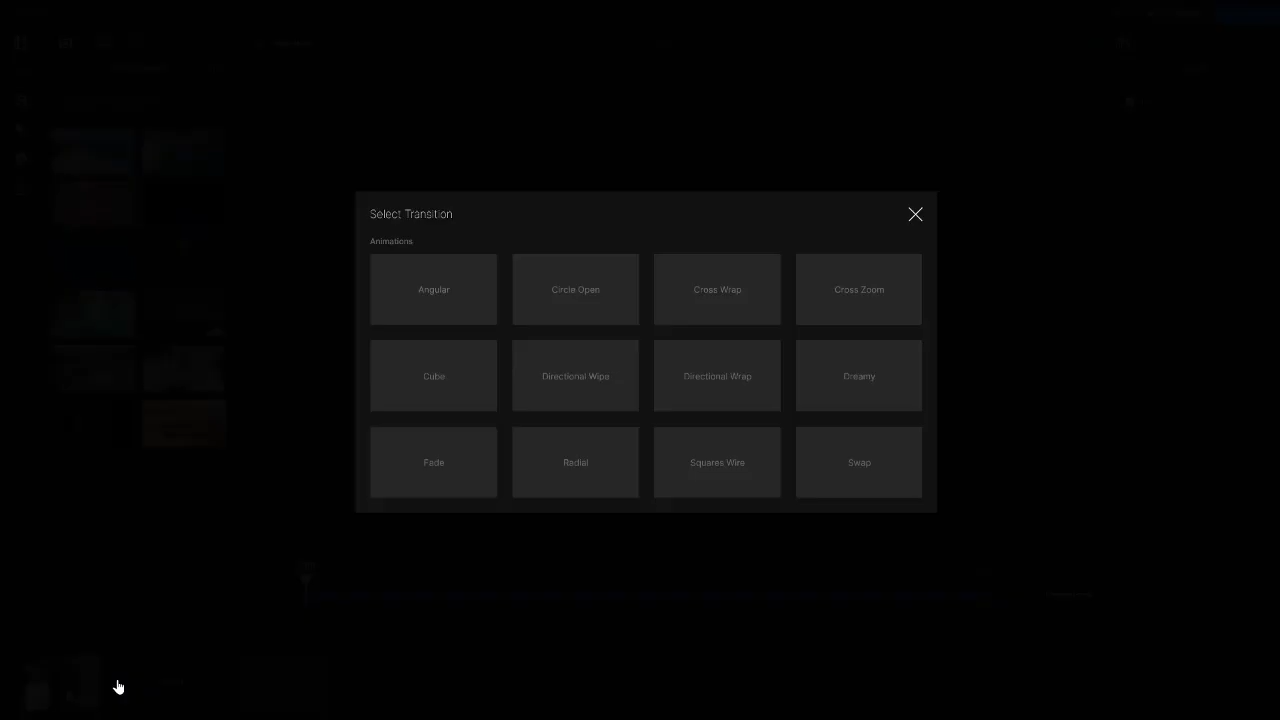 Select Transition
Animations
Angular
Circle Open
Cross Wrap
Cross Zoom
Cube
Directional Wipe
Directional Wrap
Dreamy
Fade
Radial
Squares Wire
Swap